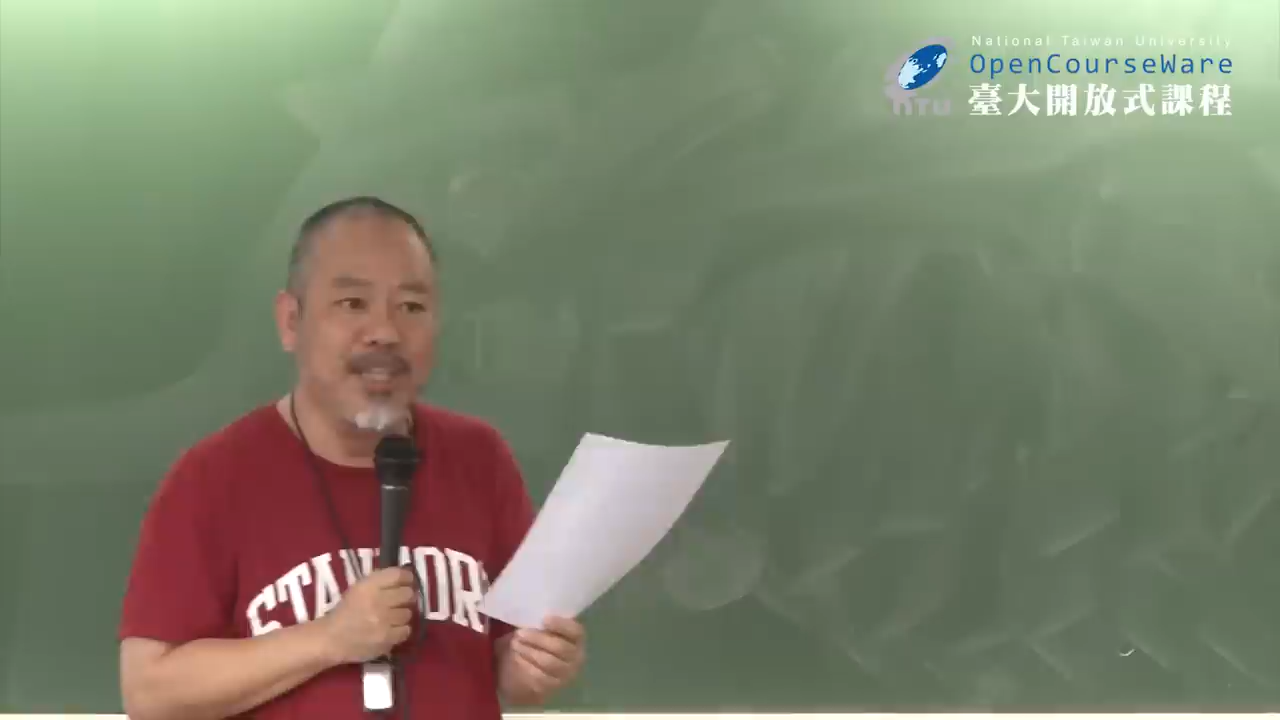 National Taiwan University
OpenCourseWare
NTU
臺大開放式課程